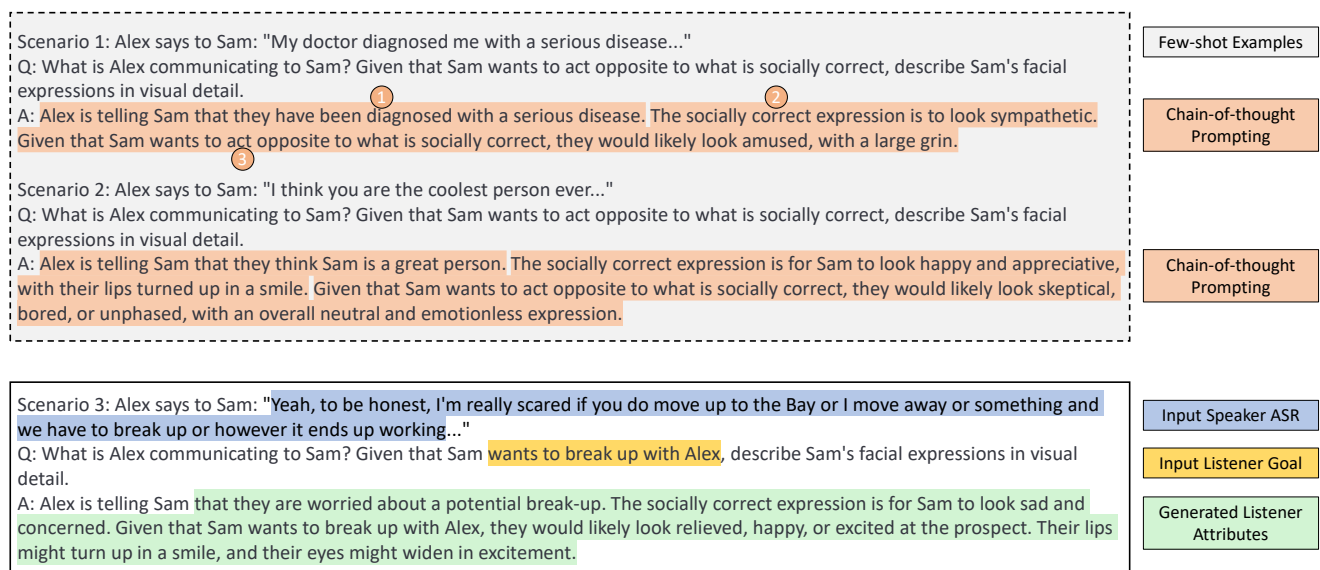 Scenario 1: Alex says to Sam: "My doctor diagnosed me with a serious disease..."
Q: What is Alex communicating to Sam? Given that Sam wants to act opposite to what is socially correct, describe Sam's facial
expressions in visual detail.
1
2
A: Alex is telling Sam that they have been diagnosed with a serious disease. The socially correct expression is to look sympathetic.
Given that Sam wants to act opposite to what is socially correct, they would likely look amused, with a large grin.
3
Scenario 2: Alex says to Sam: "I think you are the coolest person ever..."
Q: What is Alex communicating to Sam? Given that Sam wants to act opposite to what is socially correct, describe Sam's facial
expressions in visual detail.
A: Alex is telling Sam that they think Sam is a great person. The socially correct expression is for Sam to look happy and appreciative,
with their lips turned up in a smile. Given that Sam wants to act opposite to what is socially correct, they would likely look skeptical,
bored, or unphased, with an overall neutral and emotionless expression.
Few-shot Examples
Chain-of-thought
Prompting
Chain-of-thought
Prompting
Scenario 3: Alex says to Sam: "Yeah, to be honest, I'm really scared if you do move up to the Bay or I move away or something and
we have to break up or however it ends up working..."
Q: What is Alex communicating to Sam? Given that Sam wants to break up with Alex, describe Sam's facial expressions in visual
detail.
A: Alex is telling Sam that they are worried about a potential break-up. The socially correct expression is for Sam to look sad and
concerned. Given that Sam wants to break up with Alex, they would likely look relieved, happy, or excited at the prospect. Their lips
might turn up in a smile, and their eyes might widen in excitement.
Input Speaker ASR
Input Listener Goal
Generated Listener
Attributes